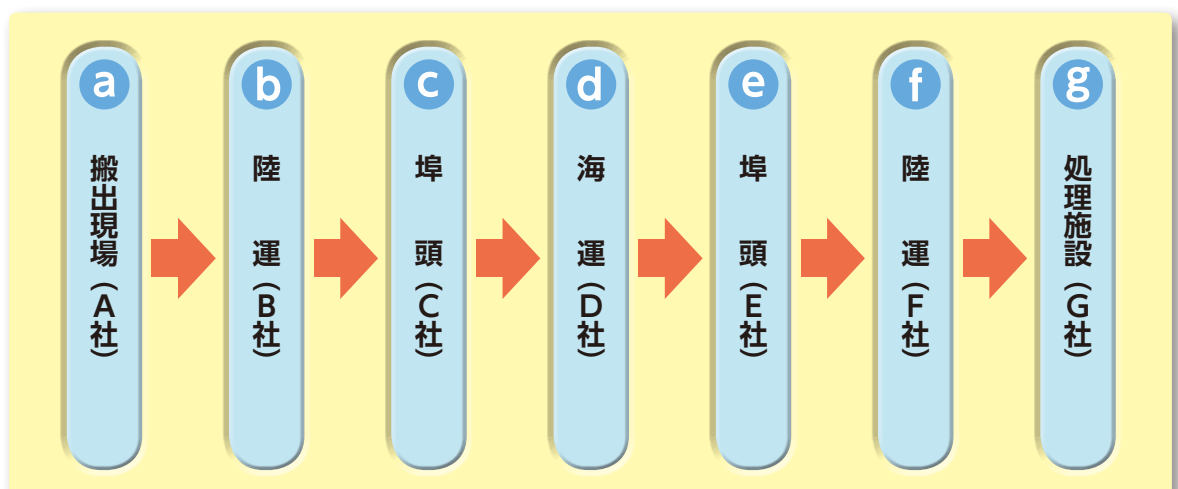 a
搬出現場（A社）
b
陸運（B社）
c
埠頭（C社）
d
海運（D社）
e
埠頭（E社）
f
陸運（F社）
g
処理施設（G社）